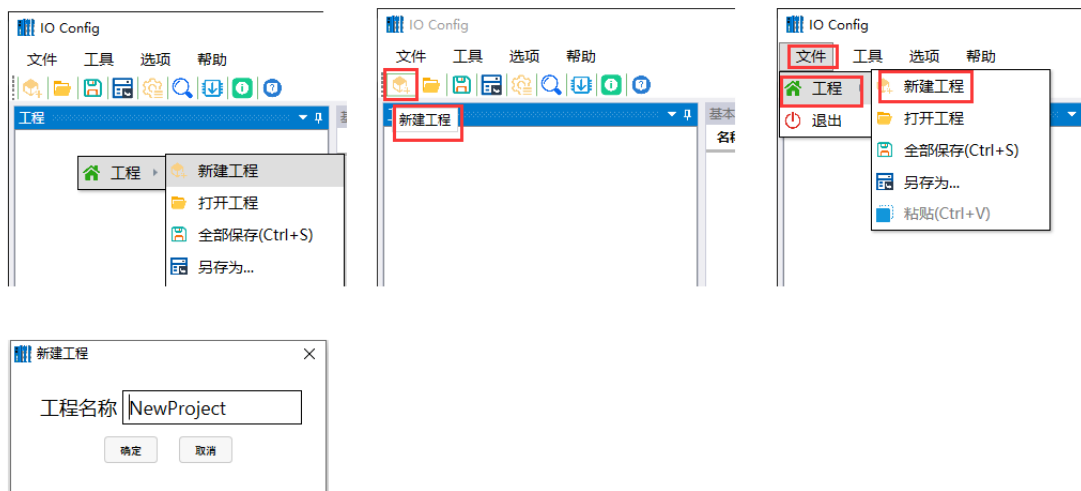 IO Config
文件 工具 选项 帮助
工程
工程
新建工程
打开工程
全部保存(Ctrl+S)
另存为...
IO Config
文件 工具 选项 帮助
新建工程
基本
名称
IO Config
文件 工具 选项 帮助
工程
退出
新建工程
打开工程
全部保存(Ctrl+S)
另存为...
粘贴(Ctrl+V)
新建工程
工程名称 NewProject
确定 取消